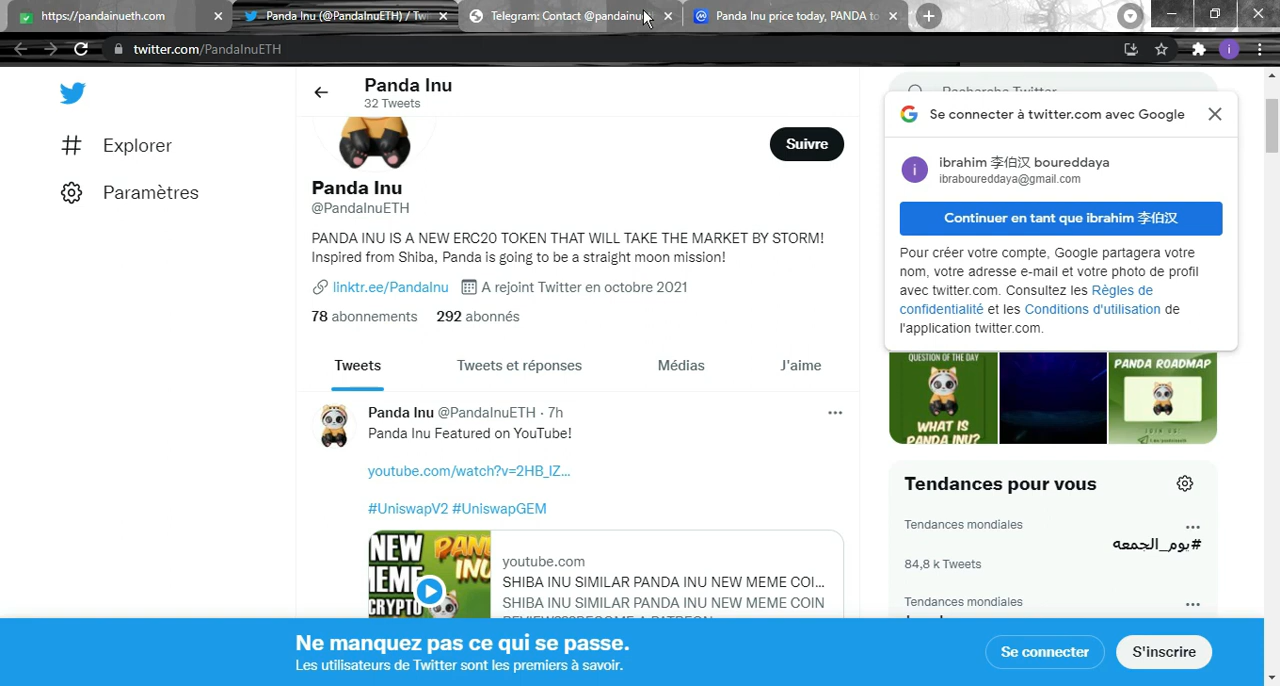 https://pandainueth.com
Panda Inu (@PandaInuETH) / Twi
Telegram: Contact @pandainu
Panda Inu price today, PANDA to
twitter.com/PandaInuETH
Explorer
Paramètres
Panda Inu
32 Tweets
Suivre
Panda Inu
@PandaInuETH
PANDA INU IS A NEW ERC20 TOKEN THAT WILL TAKE THE MARKET BY STORM!
Inspired from Shiba, Panda is going to be a straight moon mission!
linktr.ee/PandaInu A rejoint Twitter en octobre 2021
78 abonnements 292 abonnés
Tweets Tweets et réponses Médias J'aime
Panda Inu @PandaInuETH · 7h
Panda Inu Featured on YouTube!
youtube.com/watch?v=2HB_IZ...
#UniswapV2 #UniswapGEM
NEW PANDA
MEME INU
CRYPTO
youtube.com
SHIBA INU SIMILAR PANDA INU NEW MEME COI...
SHIBA INU SIMILAR PANDA INU NEW MEME COIN
Recherche Twitter
Se connecter à twitter.com avec Google
i
ibrahim 李伯汉 boureddaya
ibraboureddaya@gmail.com
Continuer en tant que ibrahim 李伯汉
Pour créer votre compte, Google partagera votre
nom, votre adresse e-mail et votre photo de profil
avec twitter.com. Consultez les Règles de
confidentialité et les Conditions d'utilisation de
l'application twitter.com.
QUESTION OF THE DAY
WHAT IS
PANDA INU?
PANDA ROADMAP
JOIN US:
Tendances pour vous
Tendances mondiales
#يوم_الجمعه
84,8 k Tweets
Tendances mondiales
Ne manquez pas ce qui se passe.
Les utilisateurs de Twitter sont les premiers à savoir.
Se connecter
S'inscrire